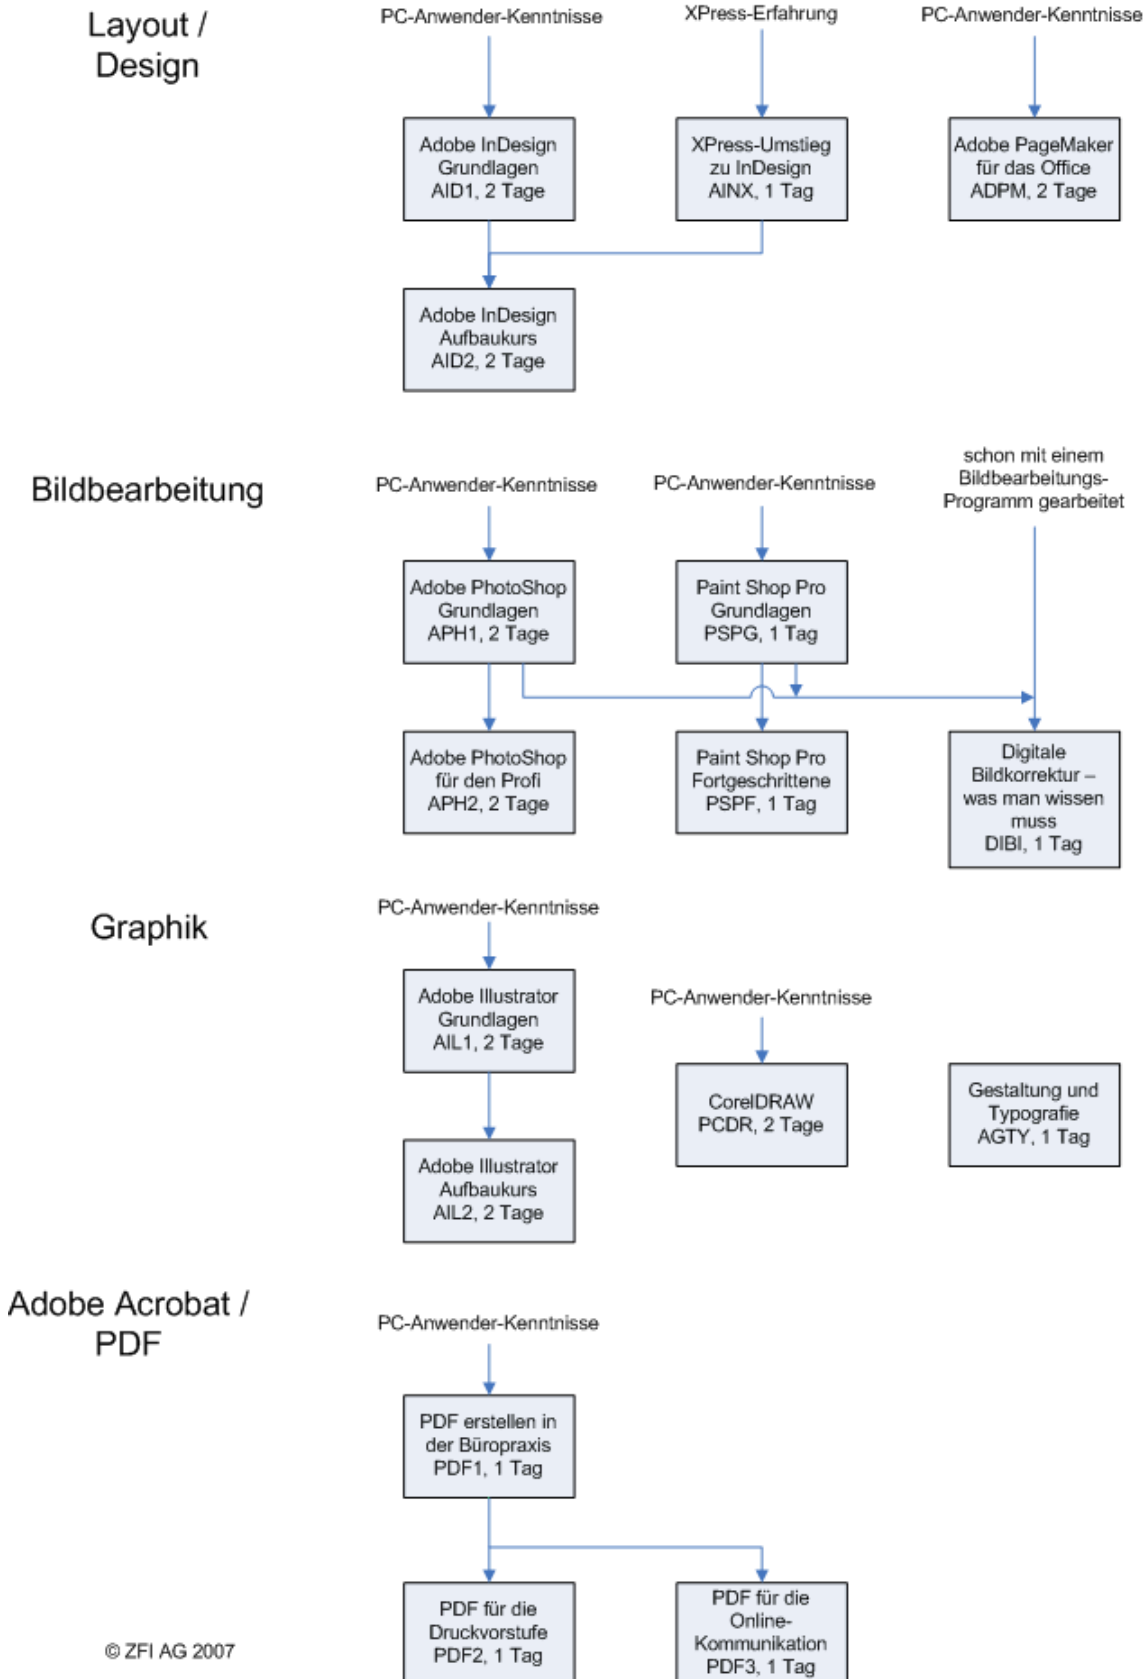 Layout /
Design
PC-Anwender-Kenntnisse
XPress-Erfahrung
PC-Anwender-Kenntnisse
Adobe InDesign
Grundlagen
AID1, 2 Tage
XPress-Umstieg
zu InDesign
AINX, 1 Tag
Adobe PageMaker
für das Office
ADPM, 2 Tage
Adobe InDesign
Aufbaukurs
AID2, 2 Tage
Bildbearbeitung
PC-Anwender-Kenntnisse
PC-Anwender-Kenntnisse
schon mit einem
Bildbearbeitungs-
Programm gearbeitet
Adobe PhotoShop
Grundlagen
APH1, 2 Tage
Paint Shop Pro
Grundlagen
PSPG, 1 Tag
Adobe PhotoShop
für den Profi
APH2, 2 Tage
Paint Shop Pro
Fortgeschrittene
PSPF, 1 Tag
Digitale
Bildkorrektur –
was man wissen
muss
DIBI, 1 Tag
Graphik
PC-Anwender-Kenntnisse
Adobe Illustrator
Grundlagen
AIL1, 2 Tage
PC-Anwender-Kenntnisse
CorelDRAW
PCDR, 2 Tage
Gestaltung und
Typografie
AGTY, 1 Tag
Adobe Illustrator
Aufbaukurs
AIL2, 2 Tage
Adobe Acrobat /
PDF
PC-Anwender-Kenntnisse
PDF erstellen in
der Büropraxis
PDF1, 1 Tag
PDF für die
Druckvorstufe
PDF2, 1 Tag
PDF für die
Online-
Kommunikation
PDF3, 1 Tag
© ZFI AG 2007